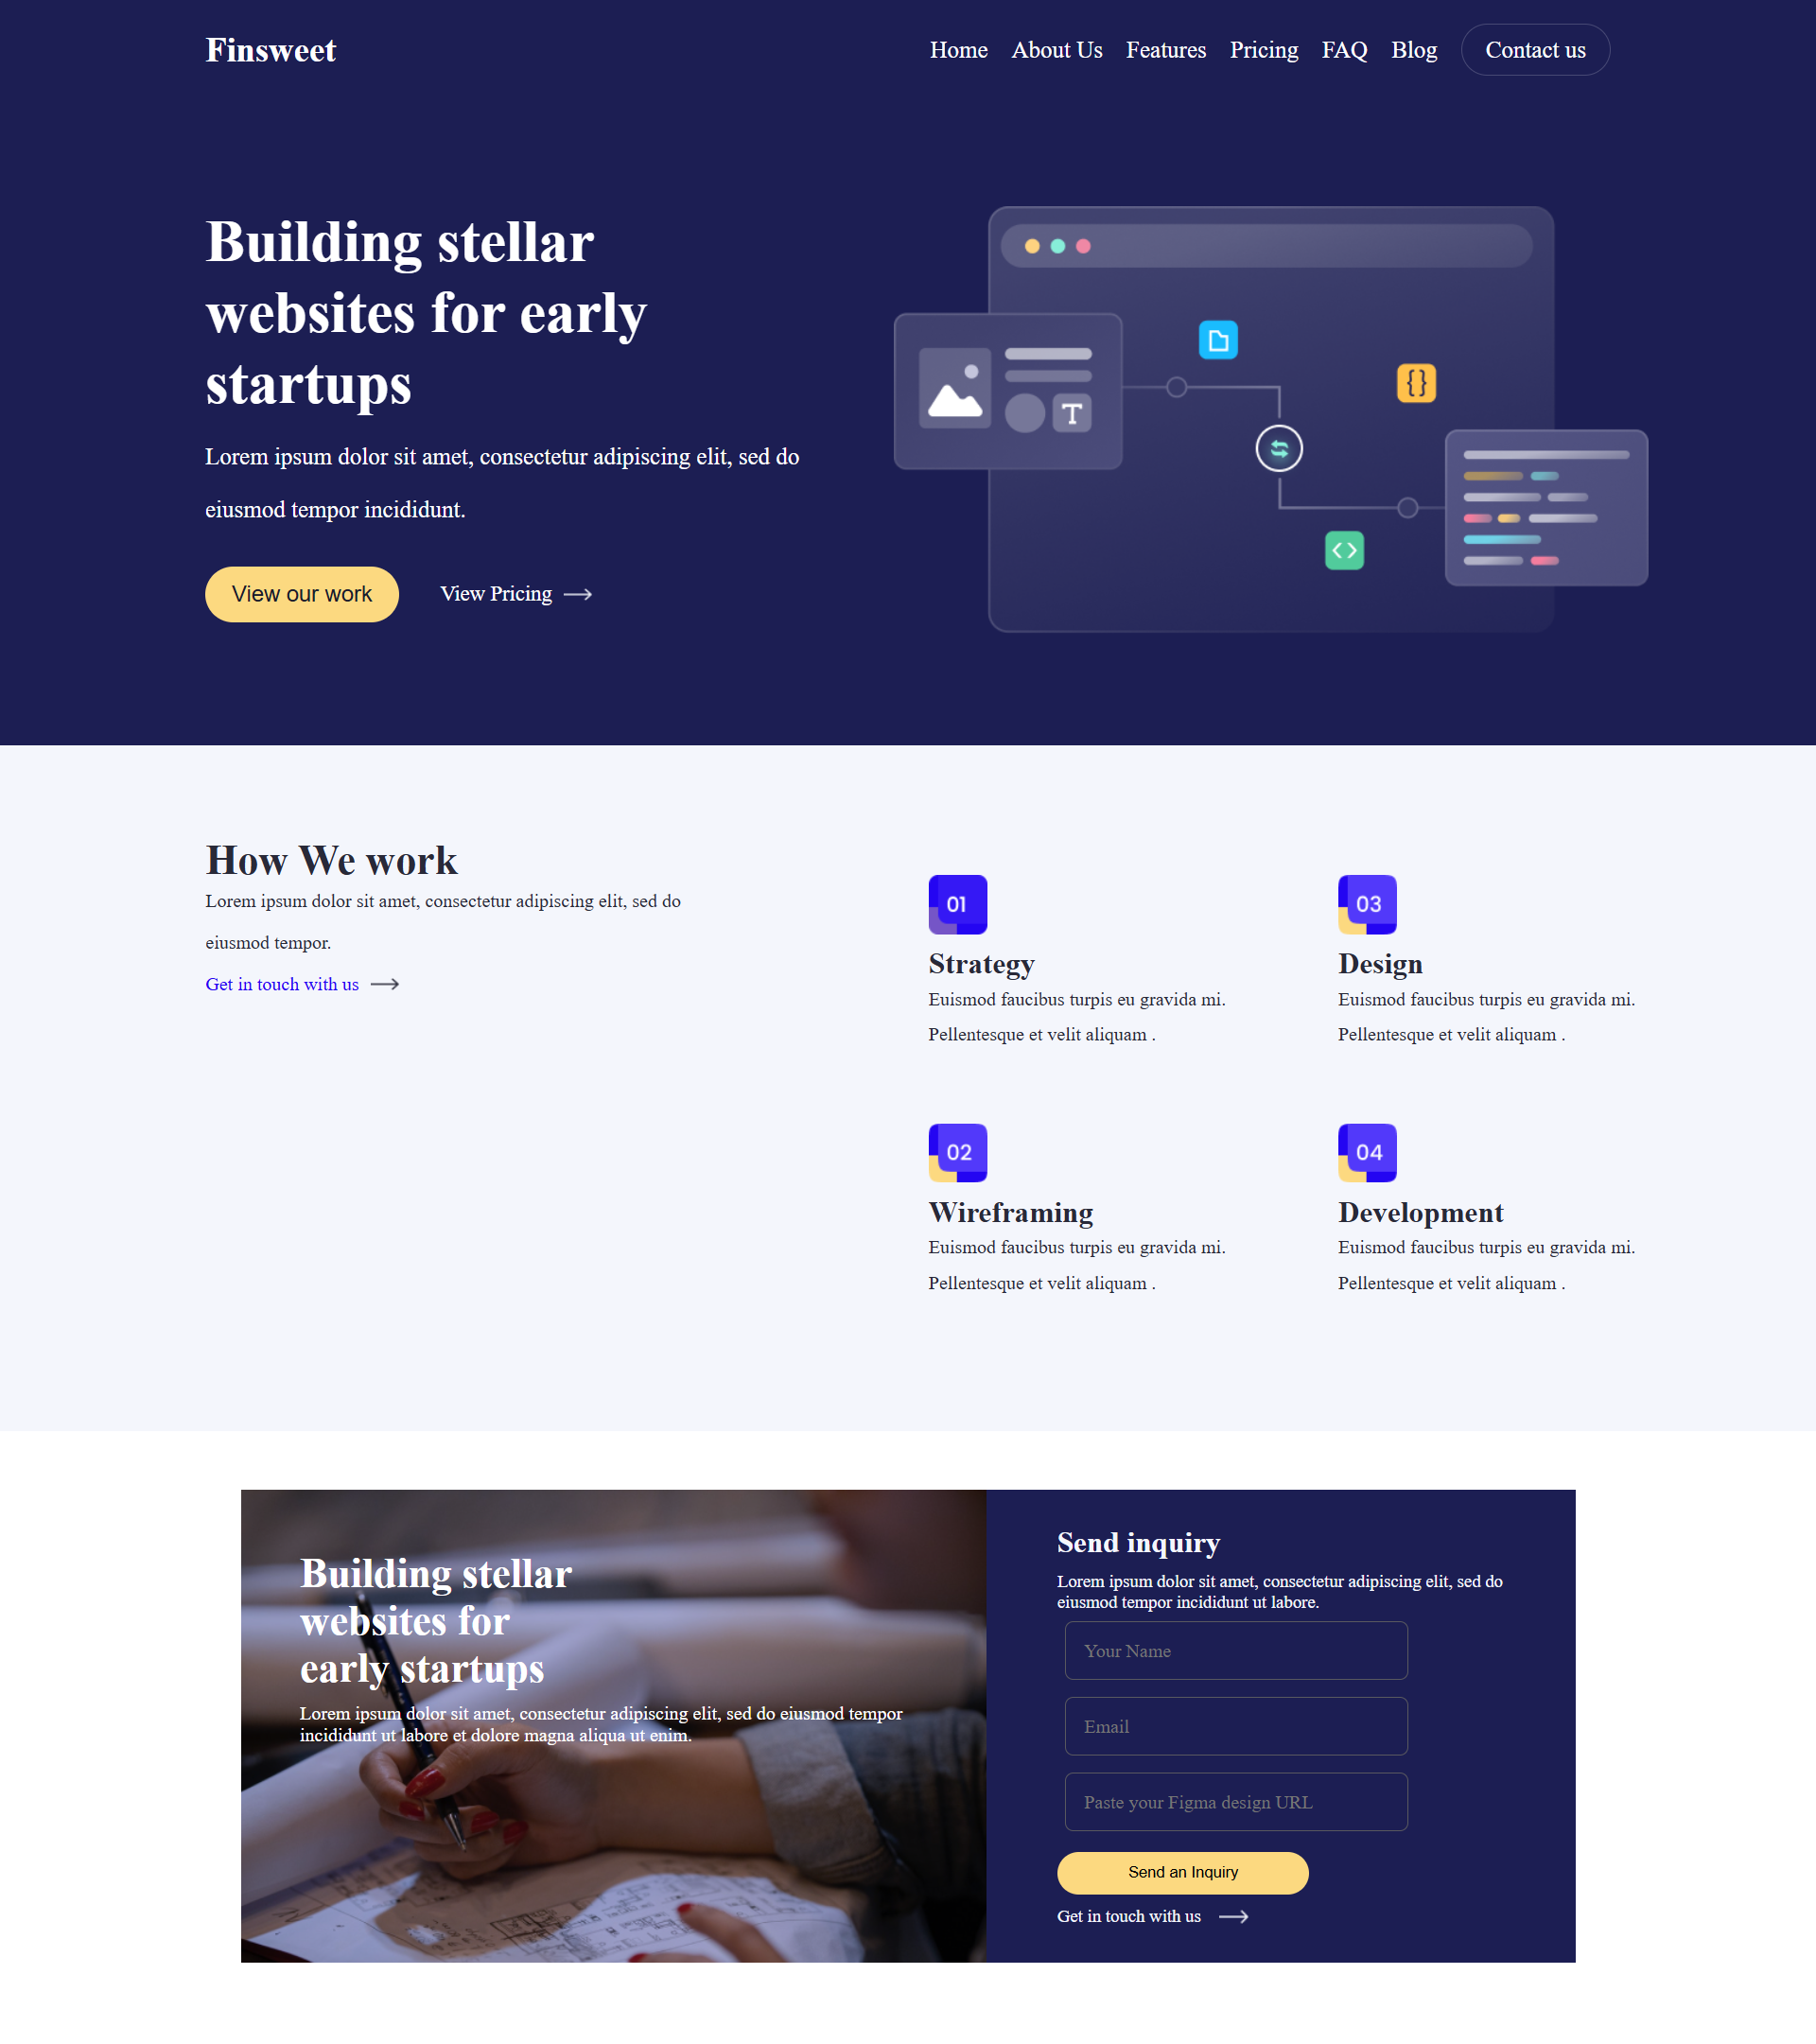 Finsweet
Home About Us Features Pricing FAQ Blog Contact us
Building stellar
websites for early
startups
Lorem ipsum dolor sit amet, consectetur adipiscing elit, sed do
eiusmod tempor incididunt.
View our work View Pricing
T
{}
<>
How We work
Lorem ipsum dolor sit amet, consectetur adipiscing elit, sed do
eiusmod tempor.
Get in touch with us
01
Strategy
Euismod faucibus turpis eu gravida mi.
Pellentesque et velit aliquam .
03
Design
Euismod faucibus turpis eu gravida mi.
Pellentesque et velit aliquam .
02
Wireframing
Euismod faucibus turpis eu gravida mi.
Pellentesque et velit aliquam .
04
Development
Euismod faucibus turpis eu gravida mi.
Pellentesque et velit aliquam .
Building stellar
websites for
early startups
Lorem ipsum dolor sit amet, consectetur adipiscing elit, sed do eiusmod tempor
incididunt ut labore et dolore magna aliqua ut enim.
Send inquiry
Lorem ipsum dolor sit amet, consectetur adipiscing elit, sed do
eiusmod tempor incididunt ut labore.
Your Name
Email
Paste your Figma design URL
Send an Inquiry
Get in touch with us